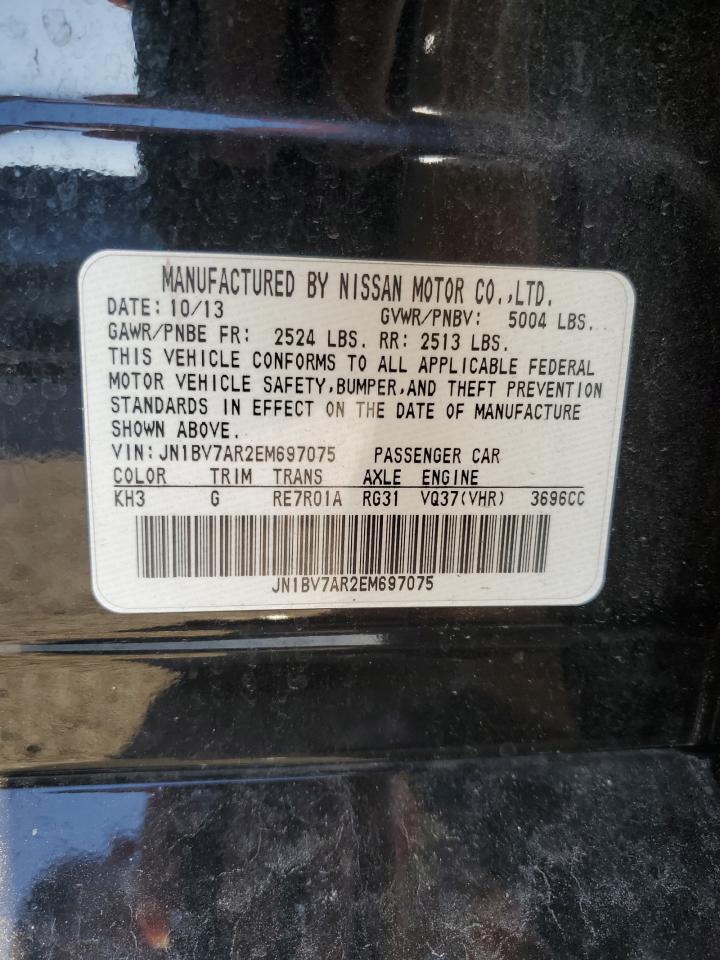 MANUFACTURED BY NISSAN MOTOR CO.,LTD.
DATE: 10/13 GVWR/PNBV: 5004 LBS.
GAWR/PNBE FR: 2524 LBS. RR: 2513 LBS.
THIS VEHICLE CONFORMS TO ALL APPLICABLE FEDERAL
MOTOR VEHICLE SAFETY,BUMPER,AND THEFT PREVENTION
STANDARDS IN EFFECT ON THE DATE OF MANUFACTURE
SHOWN ABOVE.
VIN:JN1BV7AR2EM697075 PASSENGER CAR
COLOR TRIM TRANS AXLE ENGINE
KH3 G RE7R01A RG31 VQ37(VHR) 3696CC
JN1BV7AR2EM697075